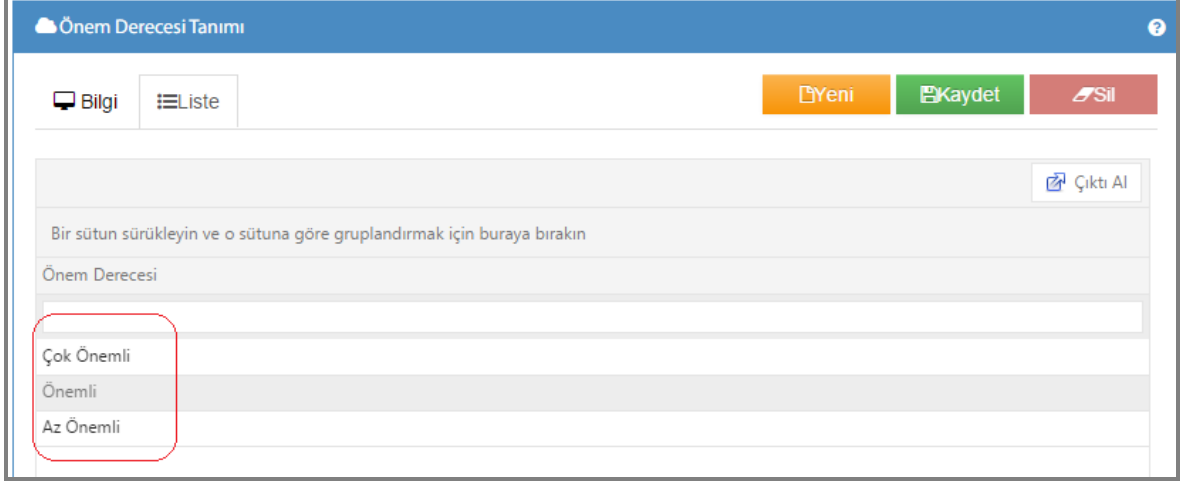 Önem Derecesi Tanımı
Bilgi Liste Yeni Kaydet Sil
Çıktı Al
Bir sütun sürükleyin ve o sütuna göre gruplandırmak için buraya bırakın
Önem Derecesi
Çok Önemli
Önemli
Az Önemli